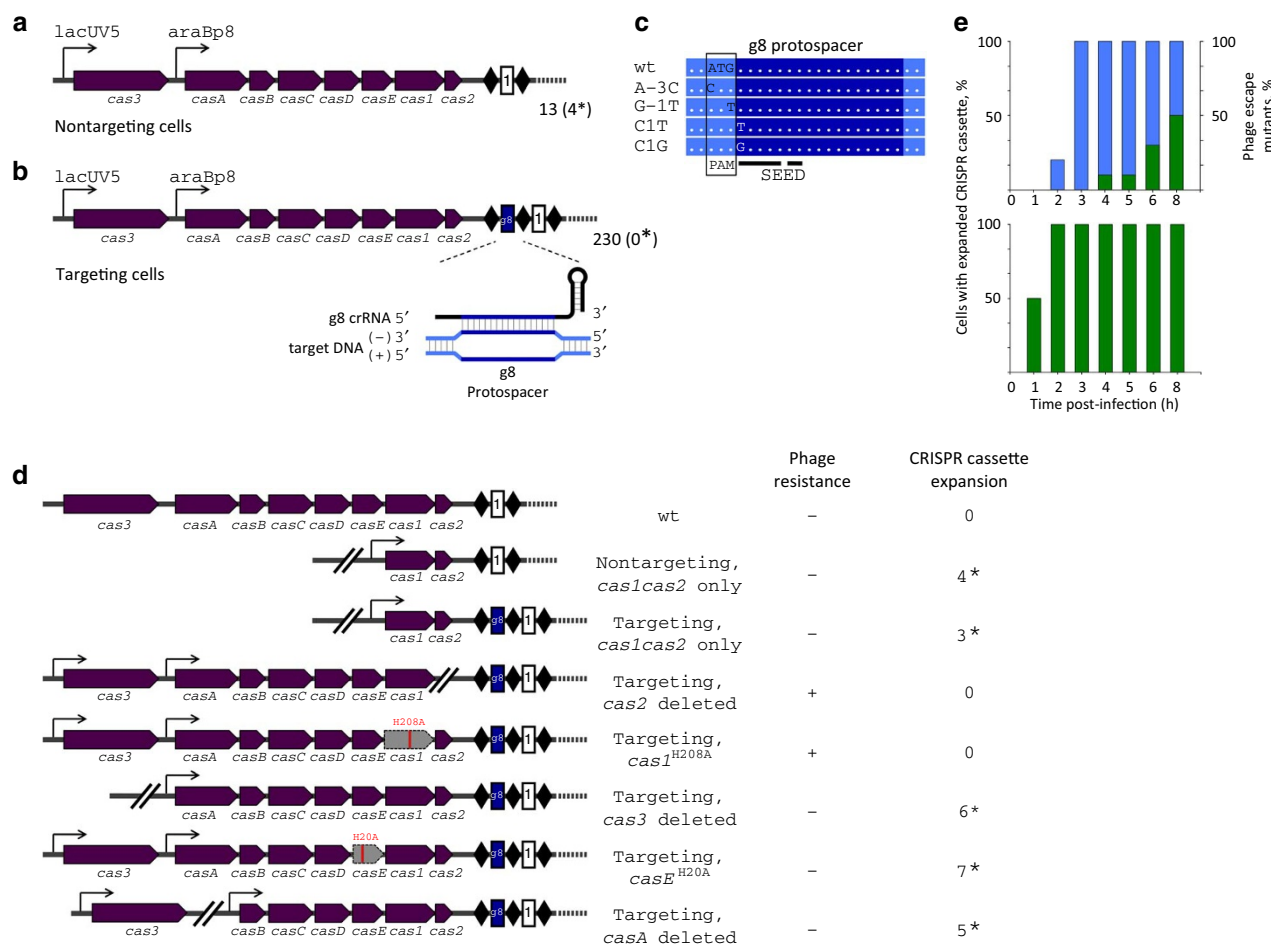 a
lacUV5 araBp8
1
cas3 casA casB casC casD casE cas1 cas2
13 (4*)
Nontargeting cells
b
lacUV5 araBp8
g8 1
cas3 casA casB casC casD casE cas1 cas2
230 (0*)
Targeting cells
g8 crRNA 5′ 3′
target DNA (−) 3′ 5′
(+) 5′ 3′
g8
Protospacer
c
g8 protospacer
wt ATG
A-3C C
G-1T T
C1T T
C1G G
PAM
SEED
e
Cells with expanded CRISPR cassette, %
Phage escape mutants, %
100 100
50 50
0 1 2 3 4 5 6 8
100
50
0 1 2 3 4 5 6 8
Time post-infection (h)
d
Phage resistance
CRISPR cassette expansion
1
cas3 casA casB casC casD casE cas1 cas2
wt – 0
1
cas1 cas2
Nontargeting,
cas1cas2 only – 4*
g8 1
cas1 cas2
Targeting,
cas1cas2 only – 3*
g8 1
cas3 casA casB casC casD casE cas1
Targeting,
cas2 deleted + 0
H208A
g8 1
cas3 casA casB casC casD casE cas1 cas2
Targeting,
cas1H208A + 0
g8 1
casA casB casC casD casE cas1 cas2
Targeting,
cas3 deleted – 6*
H20A
g8 1
cas3 casA casB casC casD casE cas1 cas2
Targeting,
casEH20A – 7*
g8 1
cas3 casB casC casD casE cas1 cas2
Targeting,
casA deleted – 5*